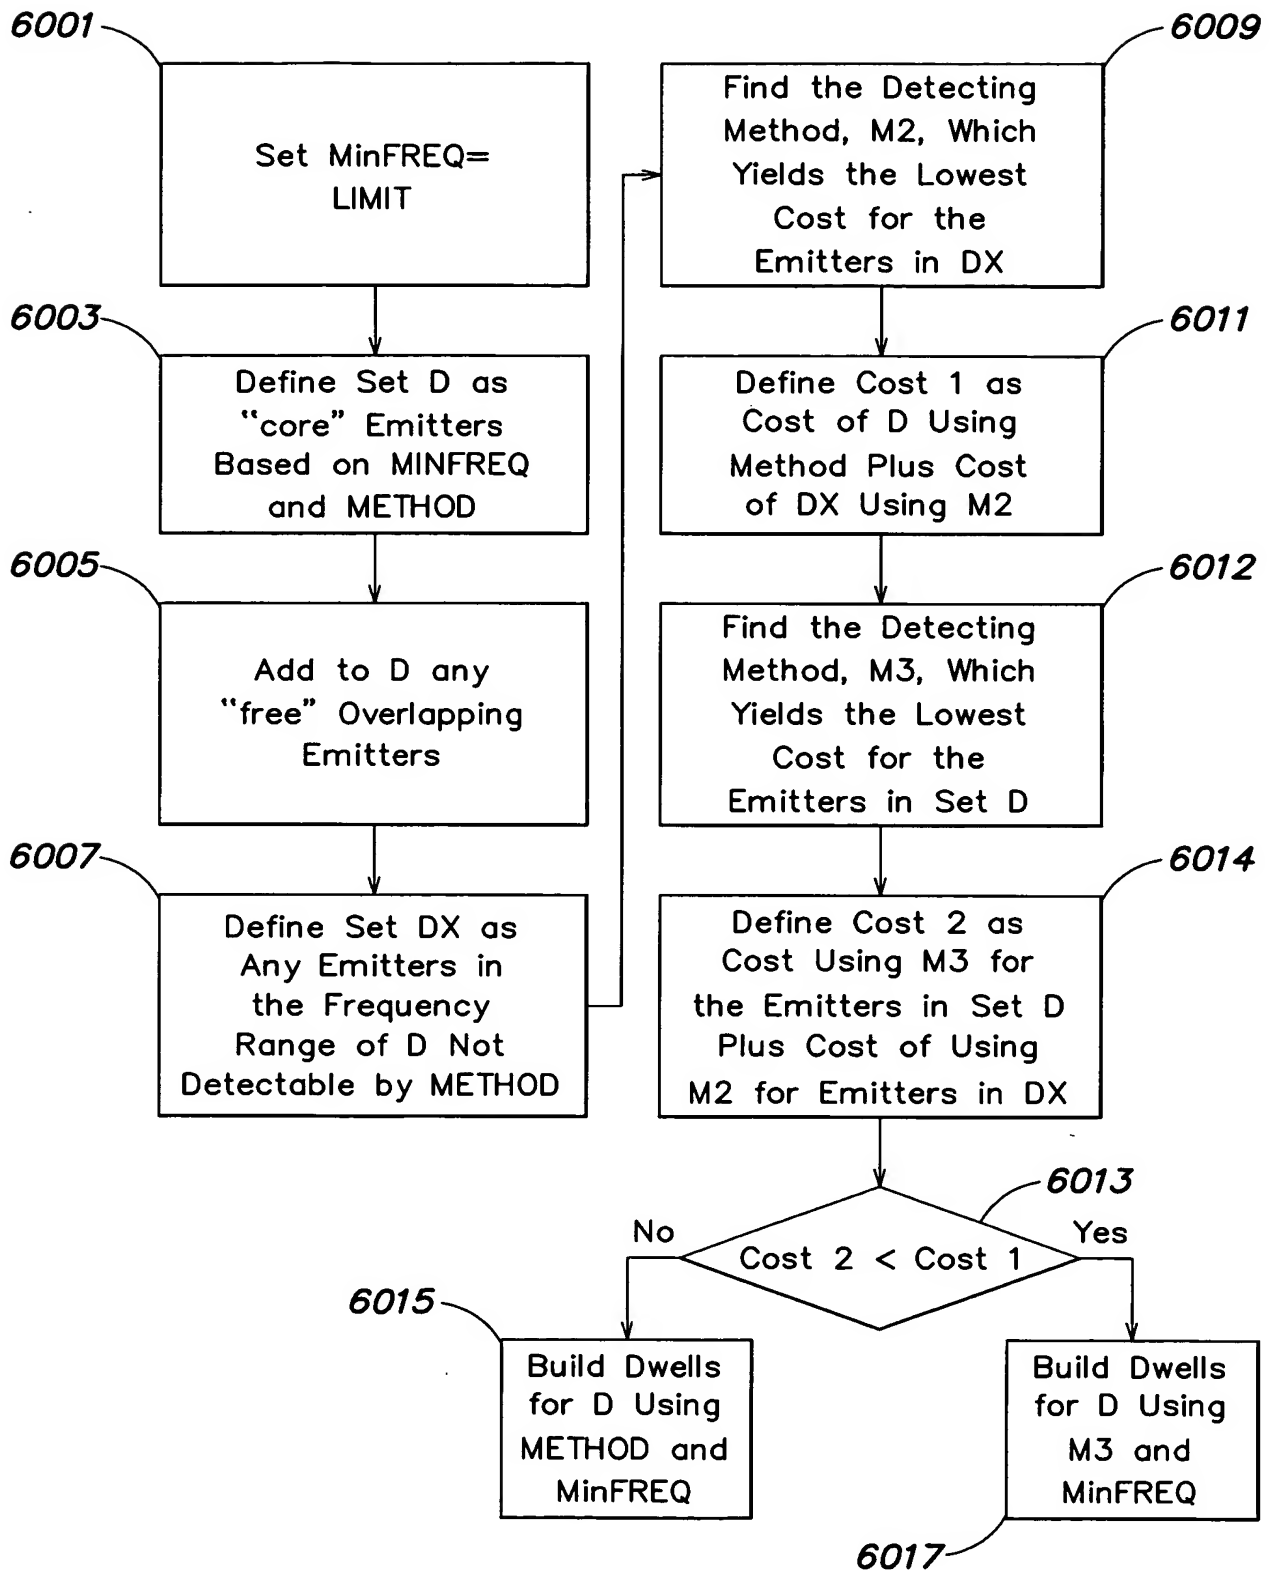 6001
Set MinFREQ=
LIMIT
6003
Define Set D as
"core" Emitters
Based on MINFREQ
and METHOD
6005
Add to D any
"free" Overlapping
Emitters
6007
Define Set DX as
Any Emitters in
the Frequency
Range of D Not
Detectable by METHOD
6009
Find the Detecting
Method, M2, Which
Yields the Lowest
Cost for the
Emitters in DX
6011
Define Cost 1 as
Cost of D Using
Method Plus Cost
of DX Using M2
6012
Find the Detecting
Method, M3, Which
Yields the Lowest
Cost for the
Emitters in Set D
6014
Define Cost 2 as
Cost Using M3 for
the Emitters in Set D
Plus Cost of Using
M2 for Emitters in DX
6013
No
Yes
Cost 2 < Cost 1
6015
Build Dwells
for D Using
METHOD and
MinFREQ
Build Dwells
for D Using
M3 and
MinFREQ
6017